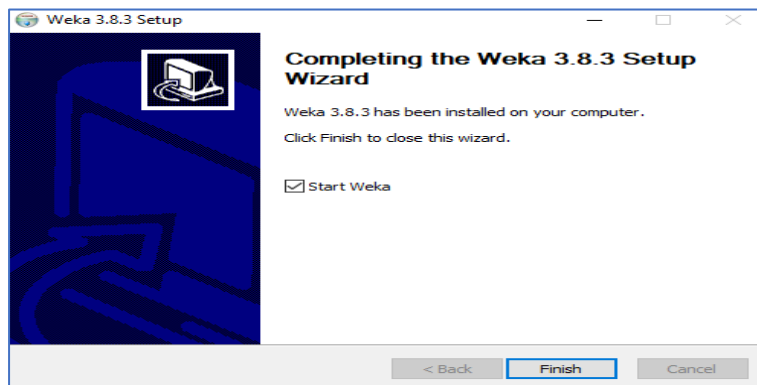 Weka 3.8.3 Setup
Completing the Weka 3.8.3 Setup
Wizard
Weka 3.8.3 has been installed on your computer.
Click Finish to close this wizard.
Start Weka
< Back
Finish
Cancel